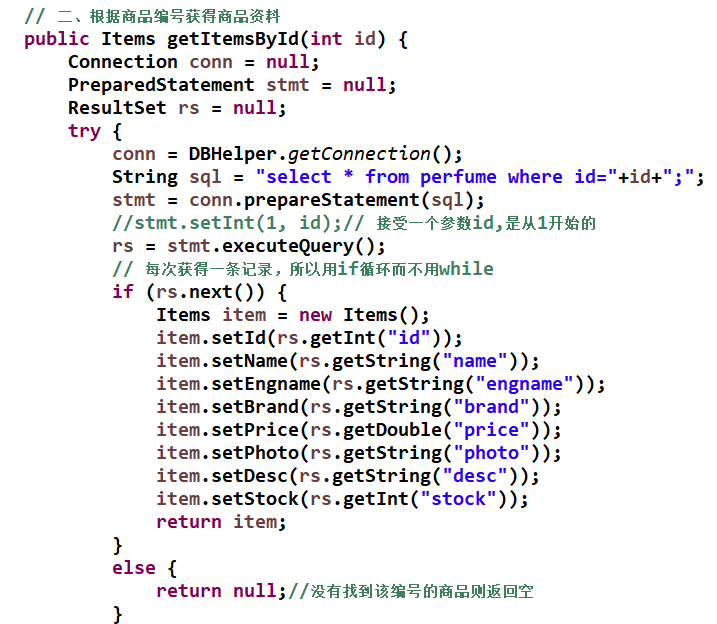 // 二、根据商品编号获得商品资料
public Items getItemsById(int id) {
    Connection conn = null;
    PreparedStatement stmt = null;
    ResultSet rs = null;
    try {
        conn = DBHelper.getConnection();
        String sql = "select * from perfume where id="+id+";";
        stmt = conn.prepareStatement(sql);
        //stmt.setInt(1, id);// 接受一个参数id,是从1开始的
        rs = stmt.executeQuery();
        // 每次获得一条记录，所以用if循环而不用while
        if (rs.next()) {
            Items item = new Items();
            item.setId(rs.getInt("id"));
            item.setName(rs.getString("name"));
            item.setEngname(rs.getString("engname"));
            item.setBrand(rs.getString("brand"));
            item.setPrice(rs.getDouble("price"));
            item.setPhoto(rs.getString("photo"));
            item.setDesc(rs.getString("desc"));
            item.setStock(rs.getInt("stock"));
            return item;
        }
        else {
            return null;//没有找到该编号的商品则返回空
        }